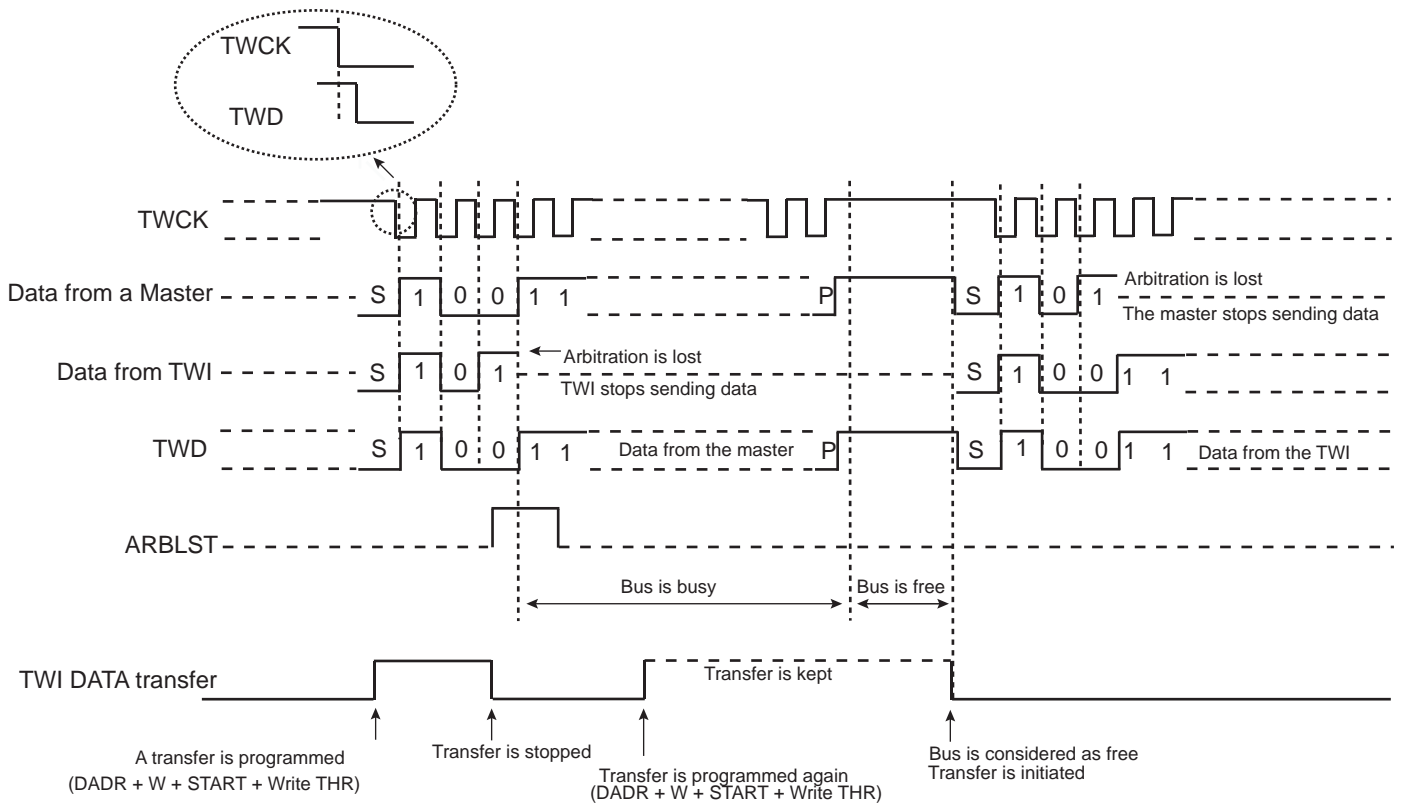 TWCK
TWD
TWCK
Data from a Master S 1 0 0 1 1 P S 1 0 1 Arbitration is lost
The master stops sending data
Data from TWI S 1 0 1 Arbitration is lost S 1 0 0 1 1
TWI stops sending data
TWD S 1 0 0 1 1 Data from the master P S 1 0 0 1 1 Data from the TWI
ARBLST
Bus is busy Bus is free
TWI DATA transfer Transfer is kept
A transfer is programmed
(DADR + W + START + Write THR)
Transfer is stopped
Transfer is programmed again
(DADR + W + START + Write THR)
Bus is considered as free
Transfer is initiated